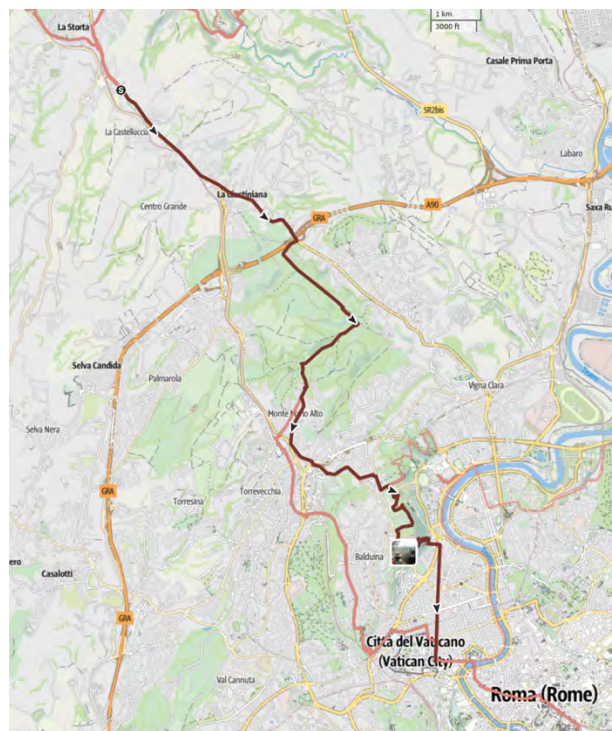 1 km
3000 ft
La Storta
Casale Prima Porta
S
SR2bis
La Castelluccia
Labaro
La Giustiniana
A90
Centro Grande
Saxa Ru
GRA
Selva Candida
Palmarola
Vigna Clara
Monte Mario Alto
Selva Nera
GRA
Torrevecchia
Torresina
Balduina
ero
Casalotti
GRA
Città del Vaticano
(Vatican City)
Val Cannuta
Roma (Rome)